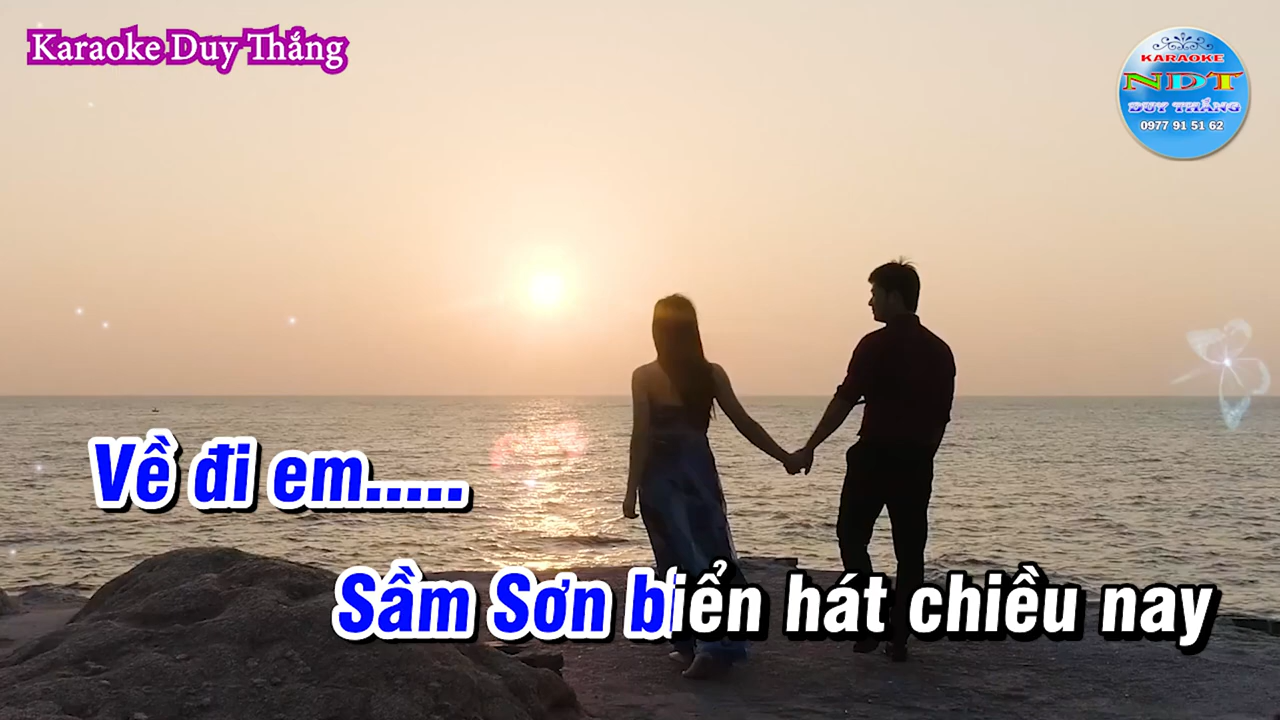 Karaoke Duy Thắng
KARAOKE
NDT
DUY THẮNG
0977 91 51 62
Về đi em.....
Sầm Sơn biển hát chiều nay